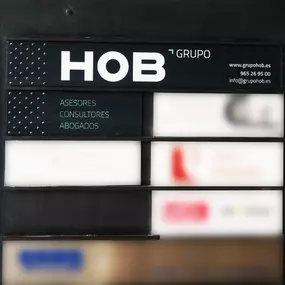 HOB GRUPO
www.grupohob.es
965 26 95 00
info@grupohob.es
ASESORES
CONSULTORES
ABOGADOS